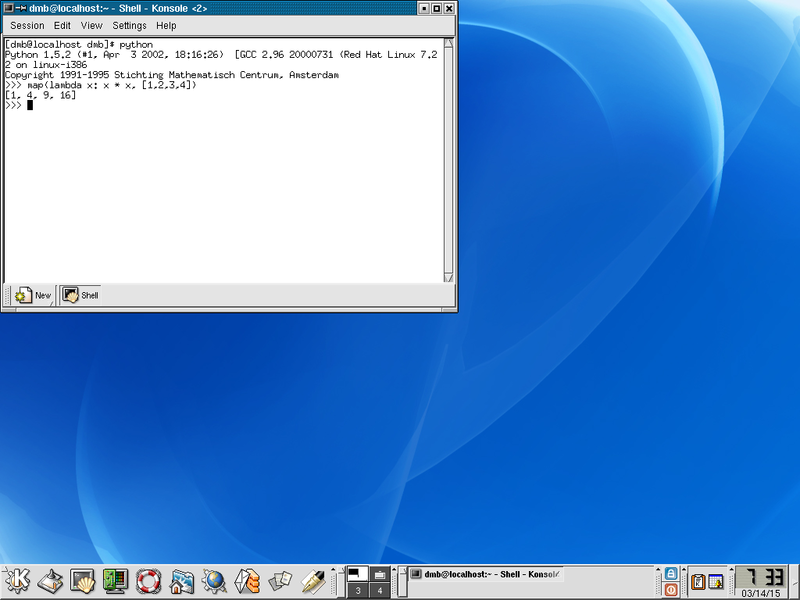 dmb@localhost:~ - Shell - Konsole <2>
Session Edit View Settings Help
[dmb@localhost dmb]$ python
Python 1.5.2 (#1, Apr  3 2002, 18:16:26)  [GCC 2.96 20000731 (Red Hat Linux 7.2
2 on linux-i386
Copyright 1991-1995 Stichting Mathematisch Centrum, Amsterdam
>>> map(lambda x: x * x, [1,2,3,4])
[1, 4, 9, 16]
>>>
New Shell
3 4
dmb@localhost:~ - Shell - Konsol
7 33
03/14/15